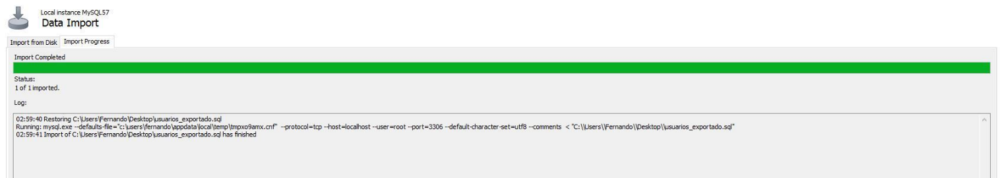 Local instance MySQL57
Data Import
Import from Disk Import Progress
Import Completed
Status:
1 of 1 imported.
Log:
02:59:40 Restoring C:\Users\Fernando\Desktop\usuarios_exportado.sql
Running: mysql.exe --defaults-file="c:\users\fernando\appdata\local\temp\tmpxo9amx.cnf"  --protocol=tcp --host=localhost --user=root --port=3306 --default-character-set=utf8 --comments  < "C:\\Users\\Fernando\\Desktop\\usuarios_exportado.sql"
02:59:41 Import of C:\Users\Fernando\Desktop\usuarios_exportado.sql has finished